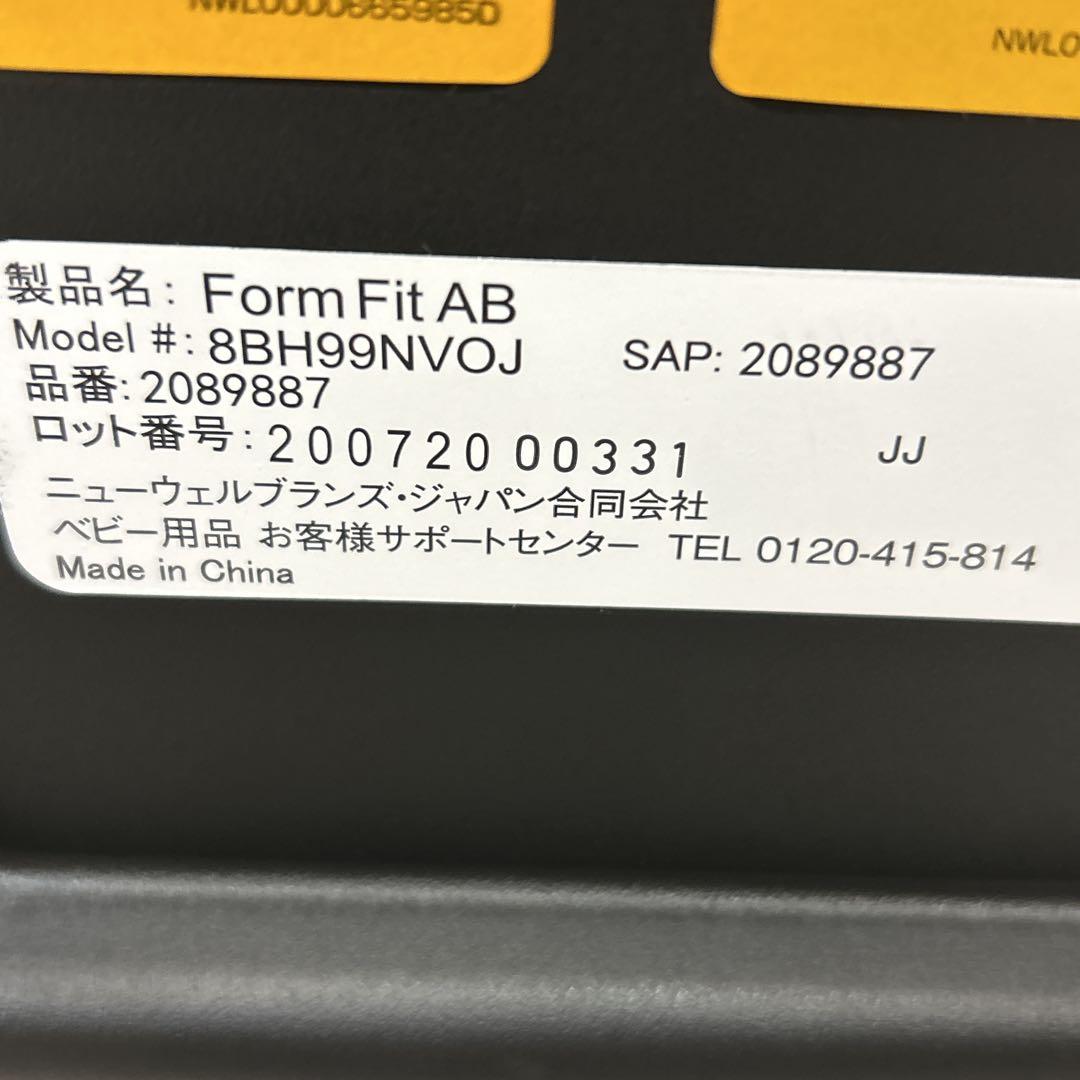 製品名: Form Fit AB
Model #: 8BH99NVOJ SAP: 2089887
品番: 2089887
ロット番号: 200720 00331 JJ
ニューウェルブランズ・ジャパン合同会社
ベビー用品 お客様サポートセンター TEL 0120-415-814
Made in China